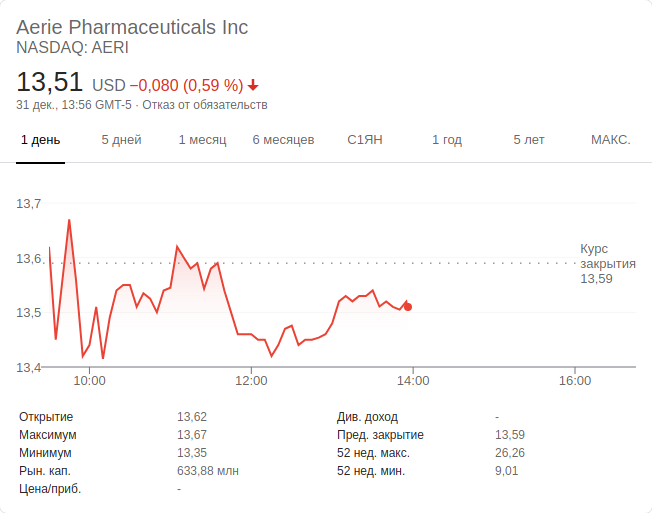 Aerie Pharmaceuticals Inc
NASDAQ: AERI
13,51 USD −0,080 (0,59 %)
31 дек., 13:56 GMT-5 · Отказ от обязательств
1 день 5 дней 1 месяц 6 месяцев С1ЯН 1 год 5 лет МАКС.
13,7
13,6
13,5
13,4
Курс
закрытия
13,59
10:00 12:00 14:00 16:00
Открытие 13,62 Див. доход -
Максимум 13,67 Пред. закрытие 13,59
Минимум 13,35 52 нед. макс. 26,26
Рын. кап. 633,88 млн 52 нед. мин. 9,01
Цена/приб. -